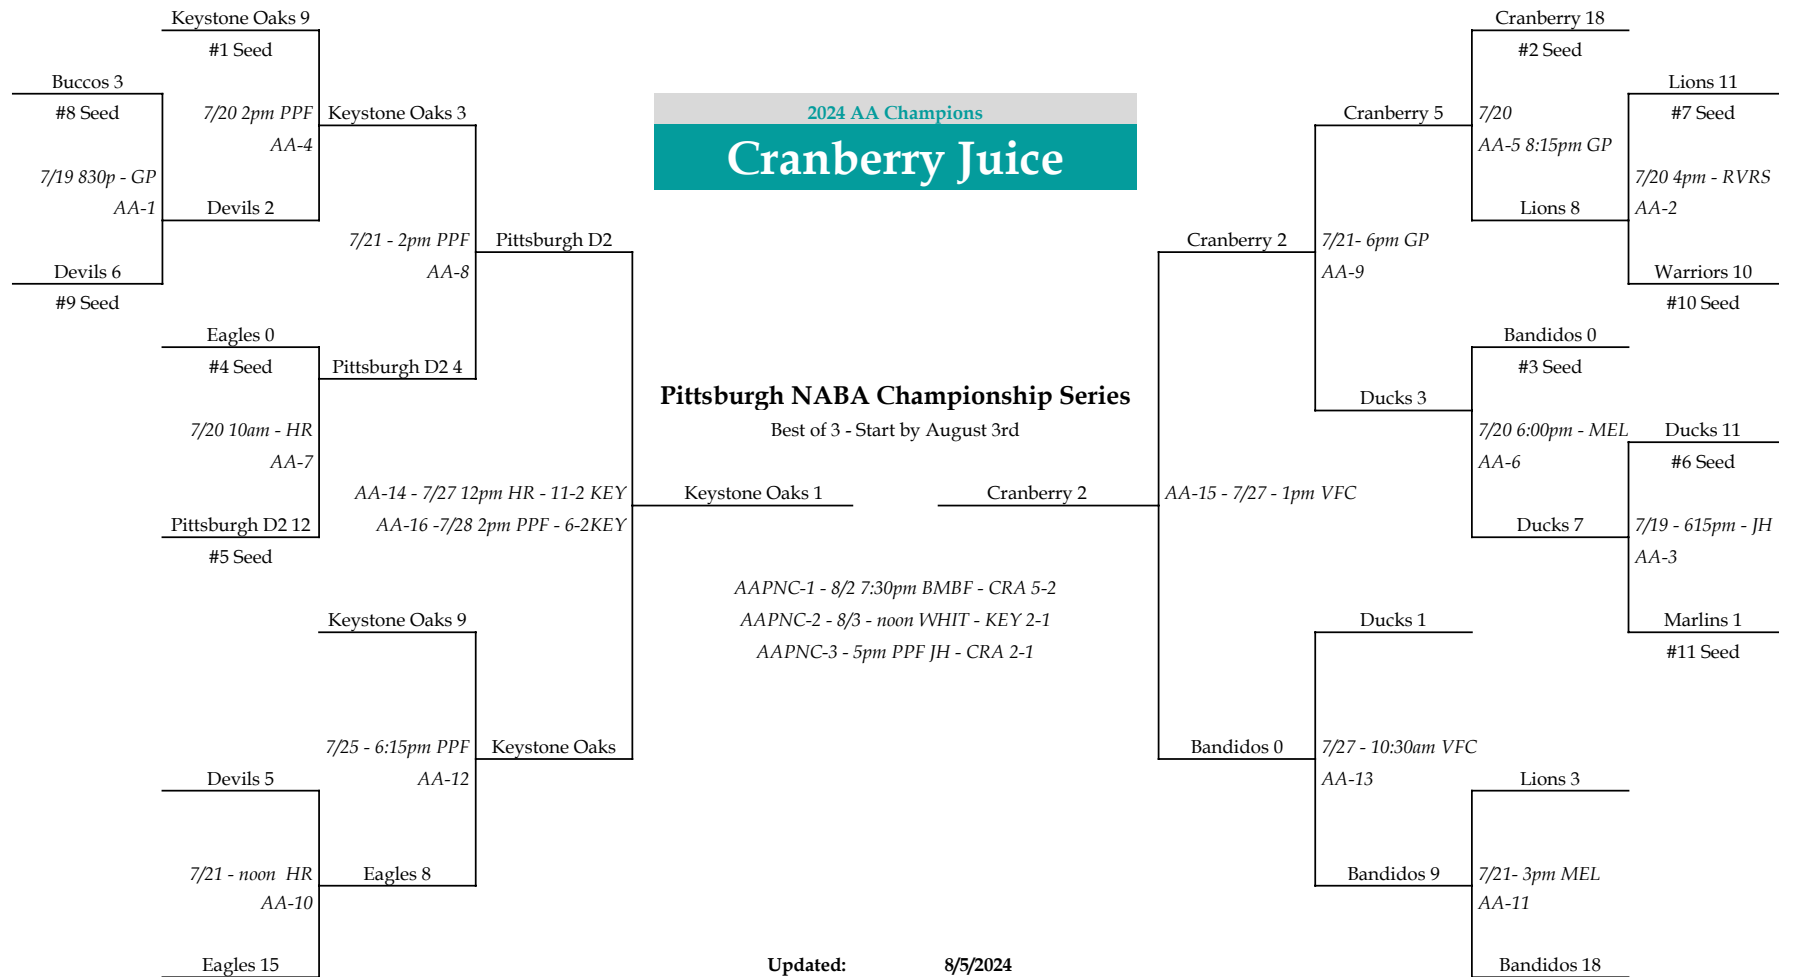 Keystone Oaks 9
#1 Seed
Buccos 3
#8 Seed
7/20 2pm PPF
AA-4
Keystone Oaks 3
7/19 830p - GP
AA-1
Devils 2
Devils 6
#9 Seed
7/21 - 2pm PPF
AA-8
Pittsburgh D2
Eagles 0
#4 Seed
Pittsburgh D2 4
7/20 10am - HR
AA-7
Pittsburgh D2 12
#5 Seed
AA-14 - 7/27 12pm HR - 11-2 KEY
AA-16 -7/28 2pm PPF - 6-2KEY
Keystone Oaks 9
7/25 - 6:15pm PPF
AA-12
Keystone Oaks
Devils 5
7/21 - noon  HR
AA-10
Eagles 8
Eagles 15
2024 AA Champions
Cranberry Juice
Pittsburgh NABA Championship Series
Best of 3 - Start by August 3rd
Keystone Oaks 1
Cranberry 2
AAPNC-1 - 8/2 7:30pm BMBF - CRA 5-2
AAPNC-2 - 8/3 - noon WHIT - KEY 2-1
AAPNC-3 - 5pm PPF JH - CRA 2-1
Updated: 8/5/2024
Cranberry 18
#2 Seed
Lions 11
#7 Seed
Cranberry 5
7/20
AA-5 8:15pm GP
7/20 4pm - RVRS
AA-2
Lions 8
Warriors 10
#10 Seed
Cranberry 2
7/21- 6pm GP
AA-9
Bandidos 0
#3 Seed
Ducks 3
7/20 6:00pm - MEL
AA-6
Ducks 11
#6 Seed
Ducks 7
7/19 - 615pm - JH
AA-3
Marlins 1
#11 Seed
AA-15 - 7/27 - 1pm VFC
Ducks 1
Bandidos 0
7/27 - 10:30am VFC
AA-13
Lions 3
Bandidos 9
7/21- 3pm MEL
AA-11
Bandidos 18